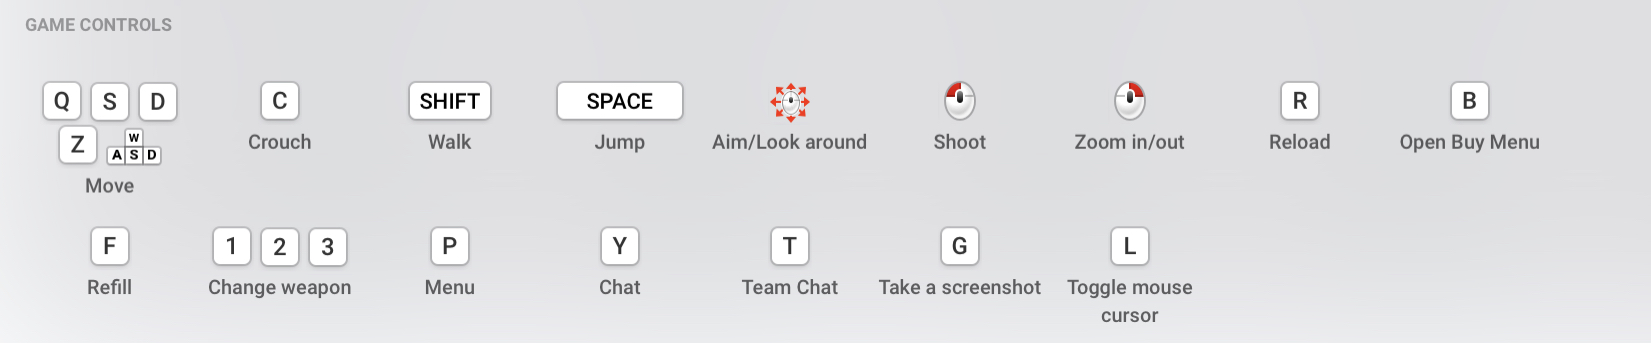 GAME CONTROLS
Q S D
Z
W
A S D
Move
C
Crouch
SHIFT
Walk
SPACE
Jump
Aim/Look around
Shoot
Zoom in/out
R
Reload
B
Open Buy Menu
F
Refill
1 2 3
Change weapon
P
Menu
Y
Chat
T
Team Chat
G
Take a screenshot
L
Toggle mouse
cursor